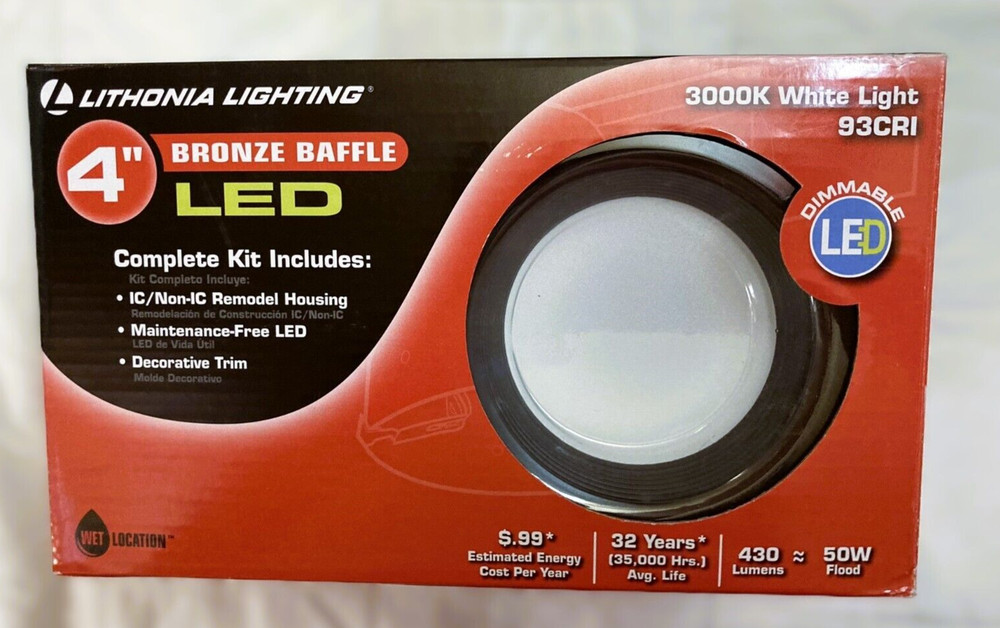 LITHONIA LIGHTING®
4" BRONZE BAFFLE
LED
Complete Kit Includes:
Kit Completo Incluye:
• IC/Non-IC Remodel Housing
Remodelación de Construcción IC/Non-IC
• Maintenance-Free LED
LED de Vida Útil
• Decorative Trim
Molde Decorativo
3000K White Light
93CRI
DIMMABLE
LED
WET LOCATION™
$.99*
Estimated Energy
Cost Per Year
32 Years*
(35,000 Hrs.)
Avg. Life
430 ≈ 50W
Lumens Flood